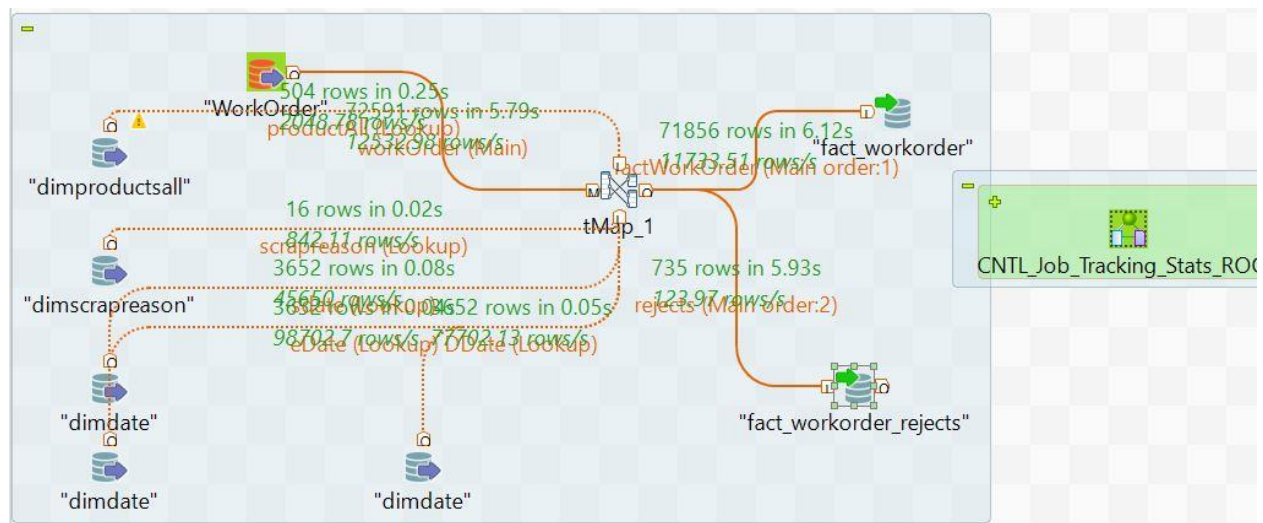 504 rows in 0.25s
"WorkOrder"
72591 rows in 5.79s
2048.78 rows/s
productAll (Lookup)
12532.98 rows/s
workOrder (Main)
71856 rows in 6.12s
"fact_workorder"
11733.51 rows/s
factWorkOrder (Main order:1)
"dimproductsall"
16 rows in 0.02s
tMap_1
842.11 rows/s
scrapreason (Lookup)
3652 rows in 0.08s
735 rows in 5.93s
CNTL_Job_Tracking_Stats_ROC
"dimscrapreason"
45650 rows/s
(Lookup)
123.97 rows/s
rejects (Main order:2)
3652 rows in 0.05s
98702.7 rows/s
77702.13 rows/s
eDate (Lookup)
DDate (Lookup)
"dimdate"
"fact_workorder_rejects"
"dimdate"
"dimdate"